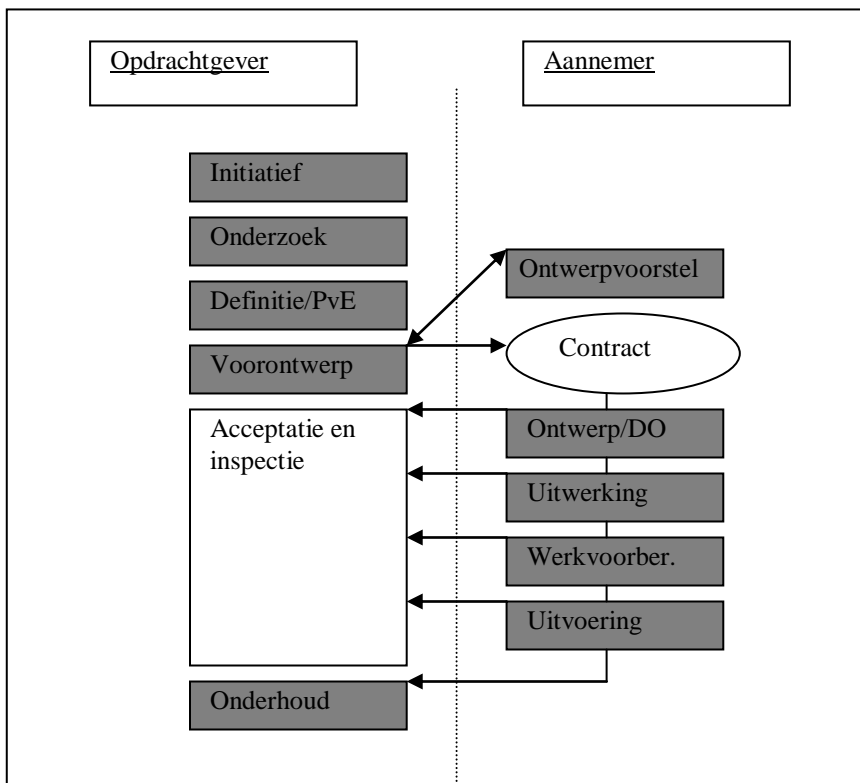 Opdrachtgever
Aannemer
Initiatief
Onderzoek
Ontwerpvoorstel
Definitie/PvE
Voorontwerp
Contract
Acceptatie en
inspectie
Ontwerp/DO
Uitwerking
Werkvoorber.
Uitvoering
Onderhoud